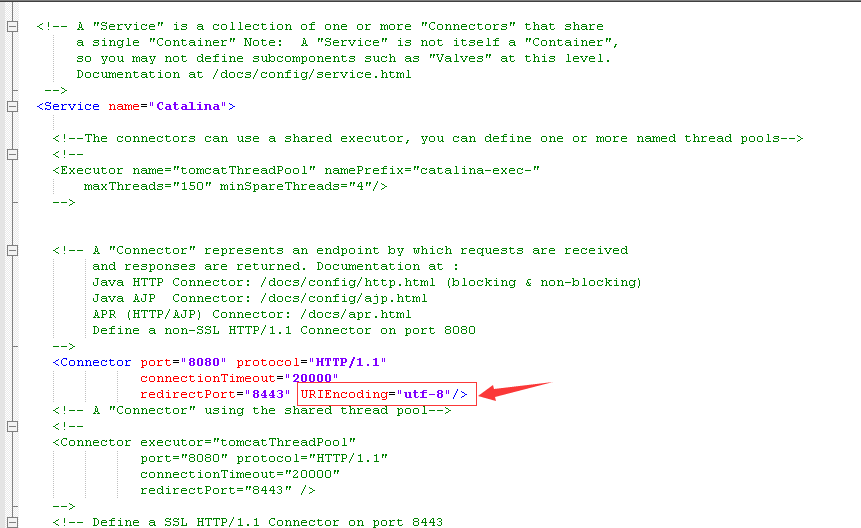 <!-- A "Service" is a collection of one or more "Connectors" that share
a single "Container" Note:  A "Service" is not itself a "Container",
so you may not define subcomponents such as "Valves" at this level.
Documentation at /docs/config/service.html
-->
<Service name="Catalina">
<!--The connectors can use a shared executor, you can define one or more named thread pools-->
<!--
<Executor name="tomcatThreadPool" namePrefix="catalina-exec-"
maxThreads="150" minSpareThreads="4"/>
-->
<!-- A "Connector" represents an endpoint by which requests are received
and responses are returned. Documentation at :
Java HTTP Connector: /docs/config/http.html (blocking & non-blocking)
Java AJP  Connector: /docs/config/ajp.html
APR (HTTP/AJP) Connector: /docs/apr.html
Define a non-SSL HTTP/1.1 Connector on port 8080
-->
<Connector port="8080" protocol="HTTP/1.1"
connectionTimeout="20000"
redirectPort="8443" URIEncoding="utf-8"/>
<!-- A "Connector" using the shared thread pool-->
<!--
<Connector executor="tomcatThreadPool"
port="8080" protocol="HTTP/1.1"
connectionTimeout="20000"
redirectPort="8443" />
-->
<!-- Define a SSL HTTP/1.1 Connector on port 8443